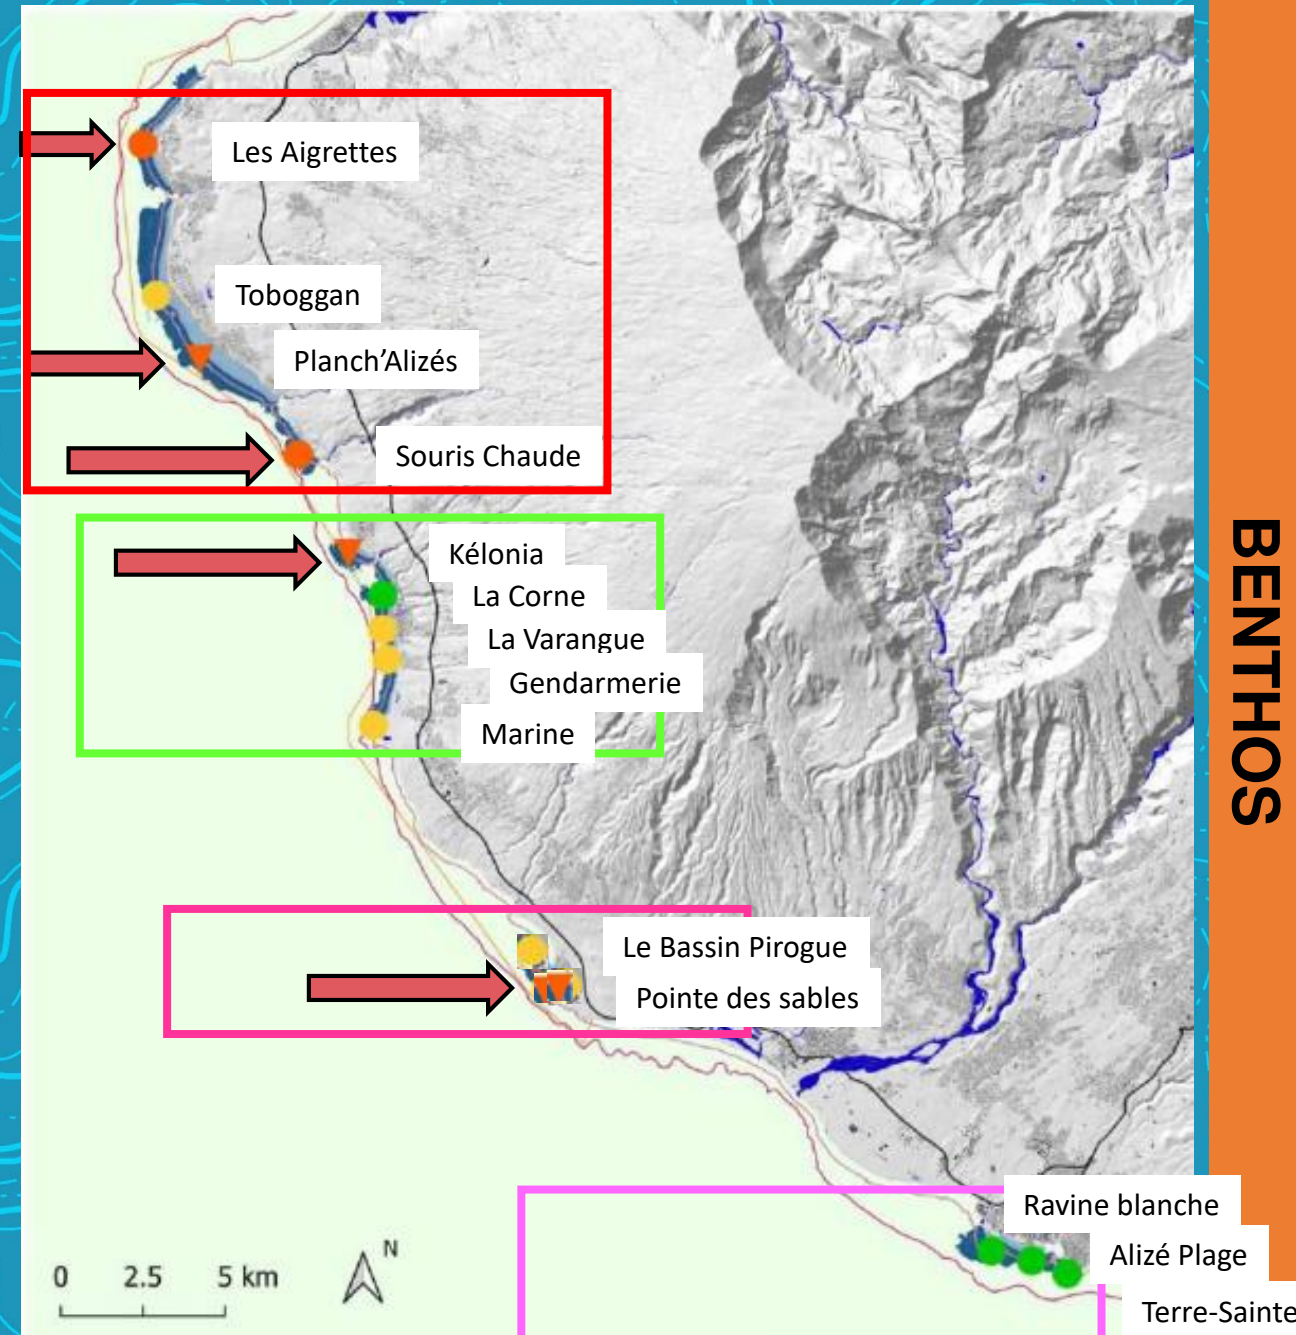 Les Aigrettes
Toboggan
Planch'Alizés
Souris Chaude
Kélonia
La Corne
La Varangue
Gendarmerie
Marine
Le Bassin Pirogue
Pointe des sables
Ravine blanche
Alizé Plage
Terre-Sainte
N
0 2.5 5 km
BENTHOS